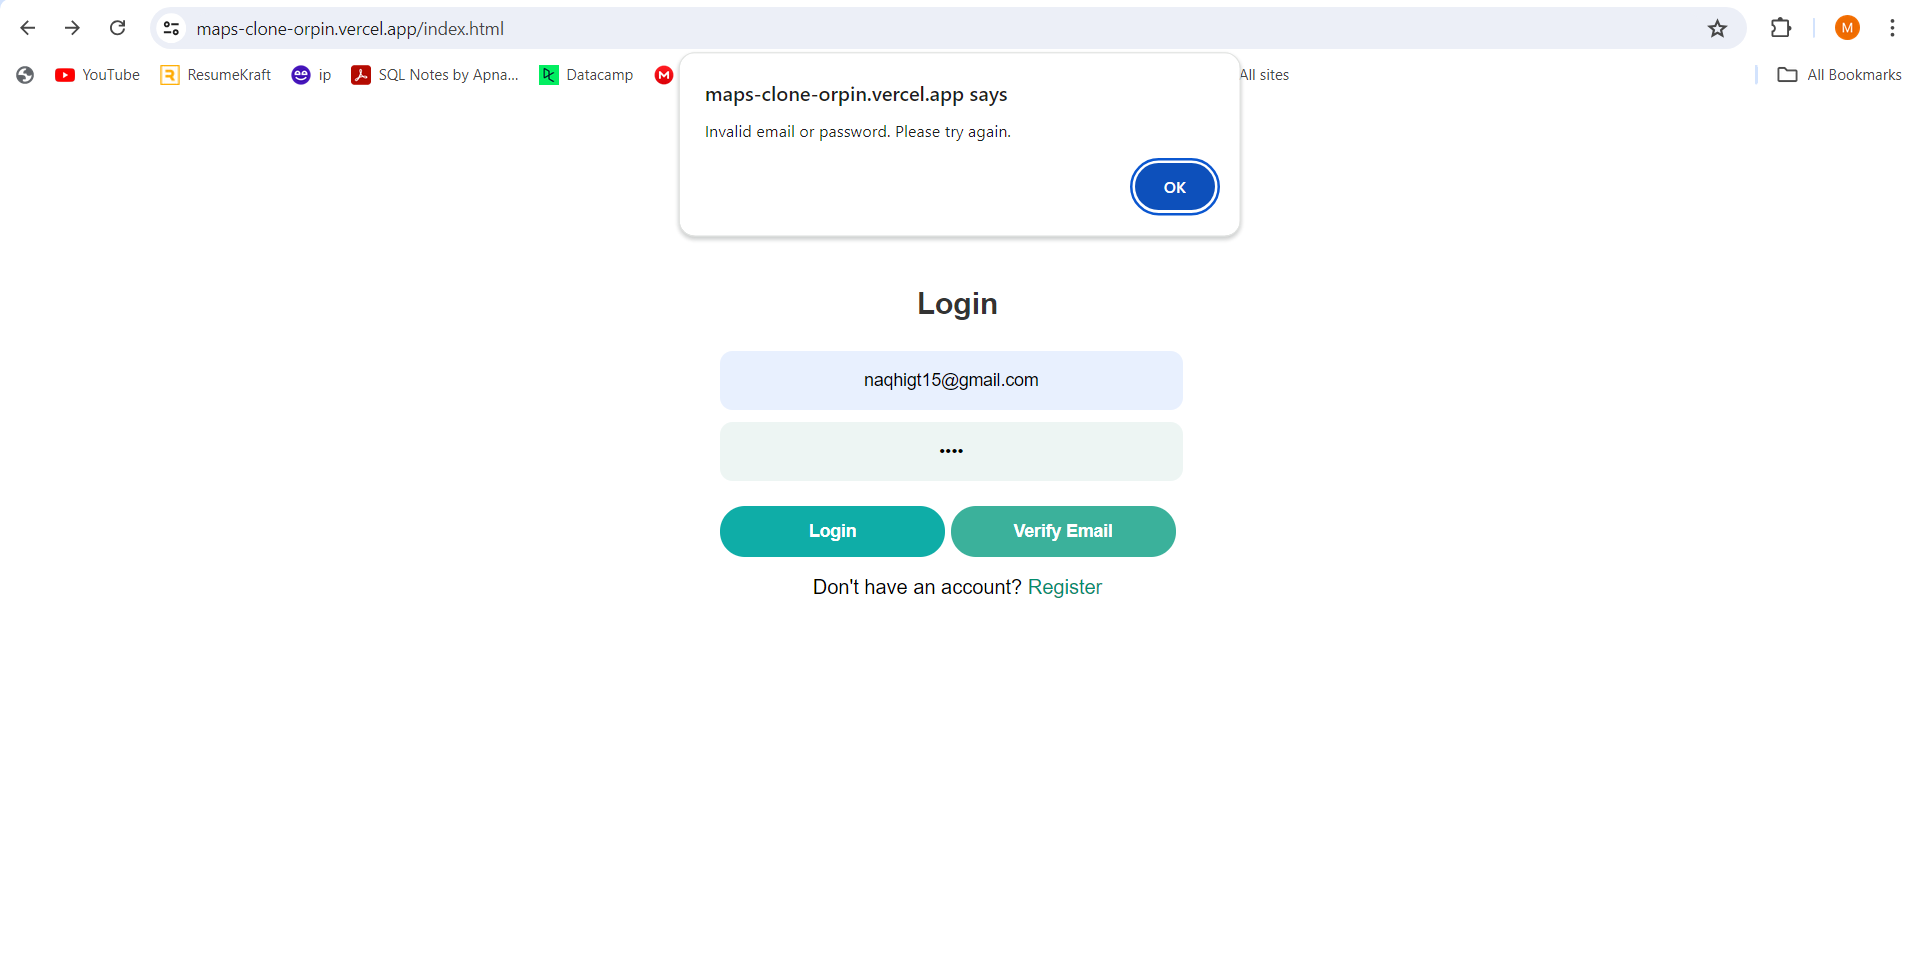 maps-clone-orpin.vercel.app/index.html
M
YouTube
ResumeKraft
ip
SQL Notes by Apna...
Datacamp
M
All sites
All Bookmarks
maps-clone-orpin.vercel.app says
Invalid email or password. Please try again.
OK
Login
naqhigt15@gmail.com
••••
Login
Verify Email
Don't have an account? Register